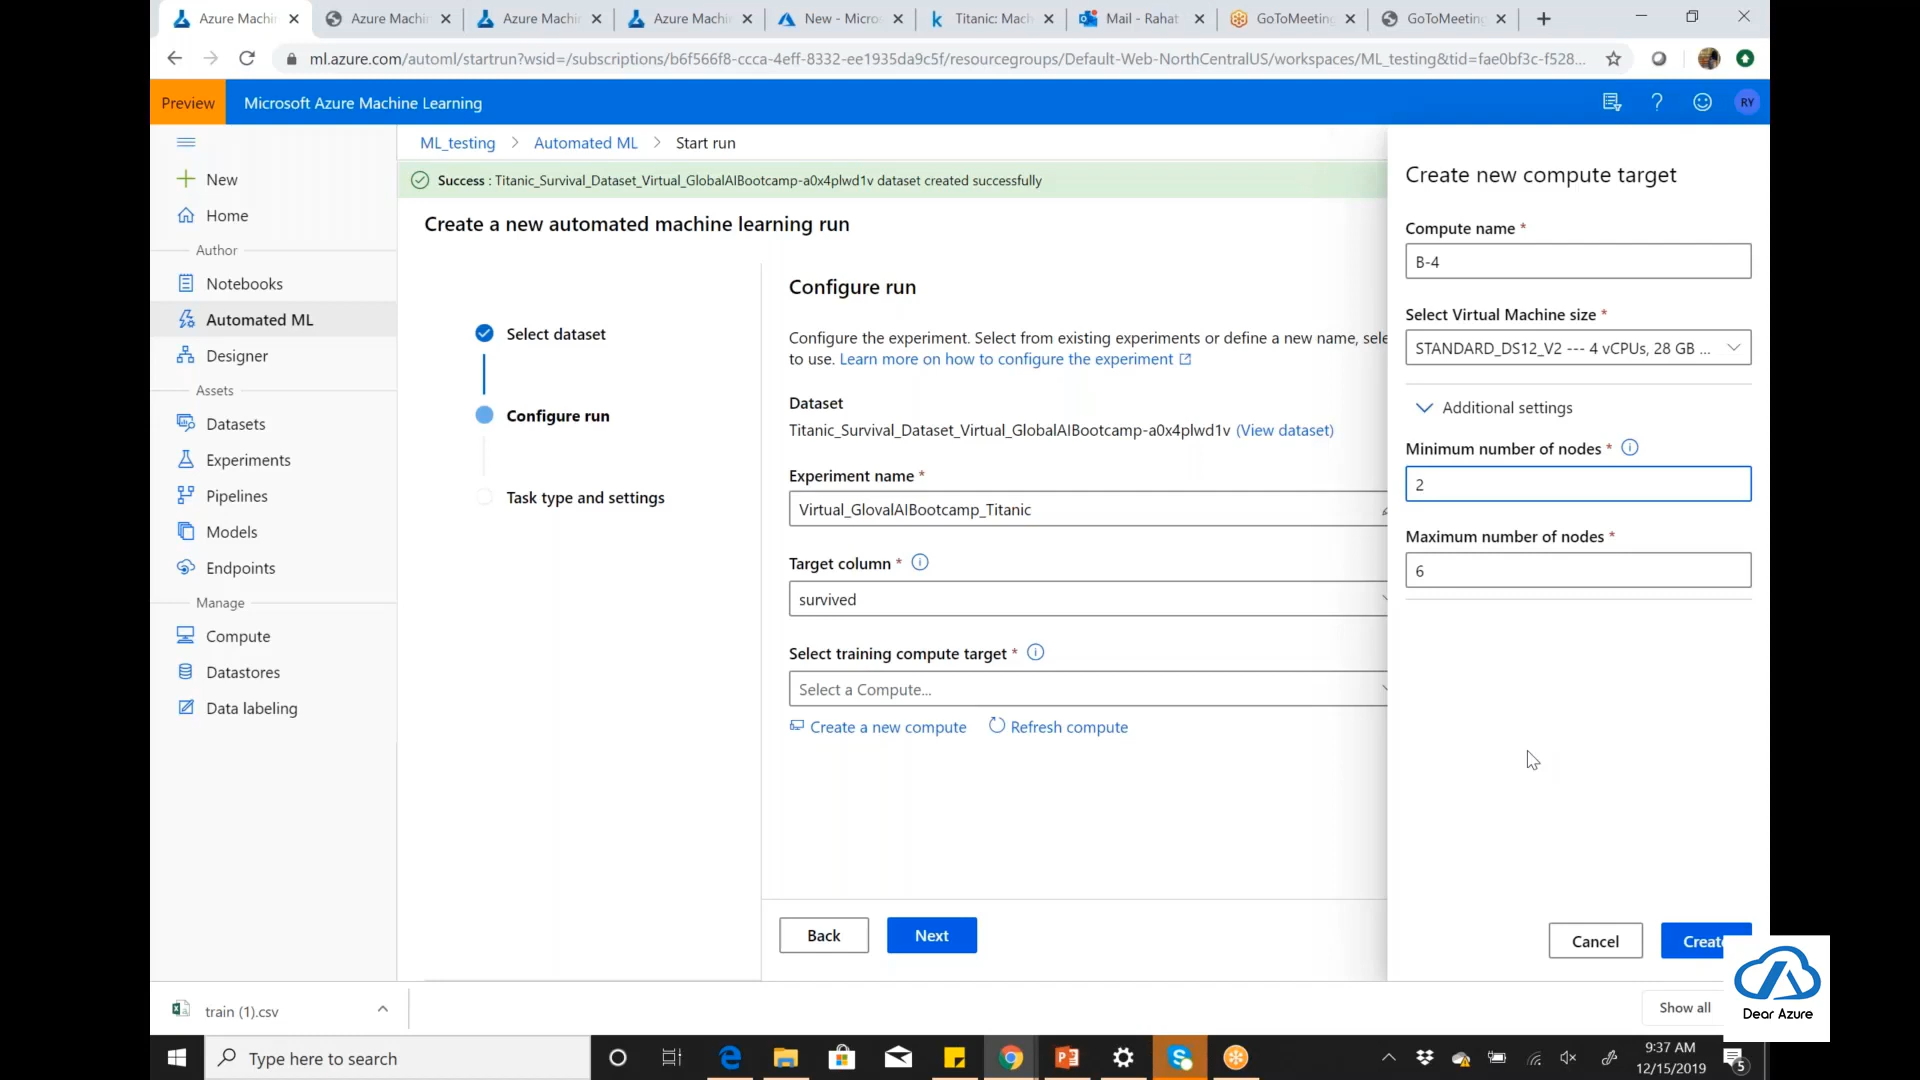 Azure Machin
Azure Machin
Azure Machin
Azure Machin
New - Micros
Titanic: Mach
Mail - Rahat
GoToMeeting
GoToMeeting
ml.azure.com/automl/startrun?wsid=/subscriptions/b6f566f8-ccca-4eff-8332-ee1935da9c5f/resourcegroups/Default-Web-NorthCentralUS/workspaces/ML_testing&tid=fae0bf3c-f528...
Preview
Microsoft Azure Machine Learning
RY
New
Home
Author
Notebooks
Automated ML
Designer
Assets
Datasets
Experiments
Pipelines
Models
Endpoints
Manage
Compute
Datastores
Data labeling
ML_testing > Automated ML > Start run
Success : Titanic_Survival_Dataset_Virtual_GlobalAIBootcamp-a0x4plwd1v dataset created successfully
Create a new automated machine learning run
Select dataset
Configure run
Task type and settings
Configure run
Configure the experiment. Select from existing experiments or define a new name, sele
to use. Learn more on how to configure the experiment
Dataset
Titanic_Survival_Dataset_Virtual_GlobalAIBootcamp-a0x4plwd1v (View dataset)
Experiment name *
Virtual_GlovalAIBootcamp_Titanic
Target column *
survived
Select training compute target *
Select a Compute...
Create a new compute
Refresh compute
Back
Next
Create new compute target
Compute name *
B-4
Select Virtual Machine size *
STANDARD_DS12_V2 --- 4 vCPUs, 28 GB ...
Additional settings
Minimum number of nodes *
2
Maximum number of nodes *
6
Cancel
Create
train (1).csv
Show all
Dear Azure
Type here to search
9:37 AM
12/15/2019
5